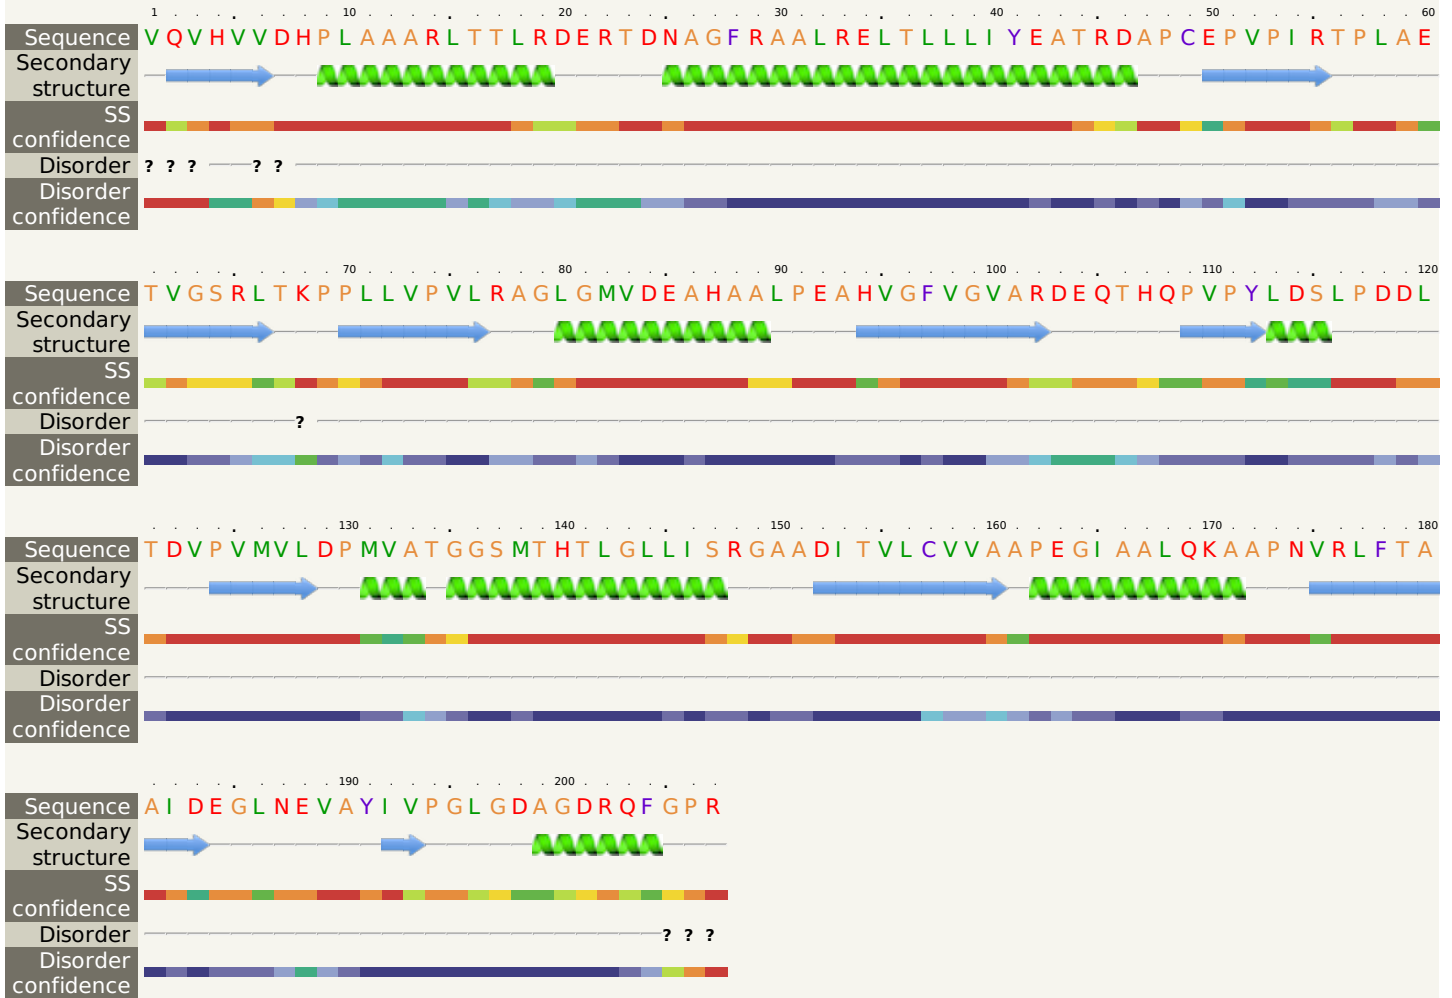 1 10 20 30 40 50 60
Sequence V Q V H V V D H P L A A A R L T T L R D E R T D N A G F R A A L R E L T L L L I Y E A T R D A P C E P V P I R T P L A E
Secondary
structure
SS
confidence
Disorder ? ? ? ? ?
Disorder
confidence
70 80 90 100 110 120
Sequence T V G S R L T K P P L L V P V L R A G L G M V D E A H A A L P E A H V G F V G V A R D E Q T H Q P V P Y L D S L P D D L
Secondary
structure
SS
confidence
Disorder ?
Disorder
confidence
130 140 150 160 170 180
Sequence T D V P V M V L D P M V A T G G S M T H T L G L L I S R G A A D I T V L C V V A A P E G I A A L Q K A A P N V R L F T A
Secondary
structure
SS
confidence
Disorder
Disorder
confidence
190 200
Sequence A I D E G L N E V A Y I V P G L G D A G D R Q F G P R
Secondary
structure
SS
confidence
Disorder ? ? ?
Disorder
confidence